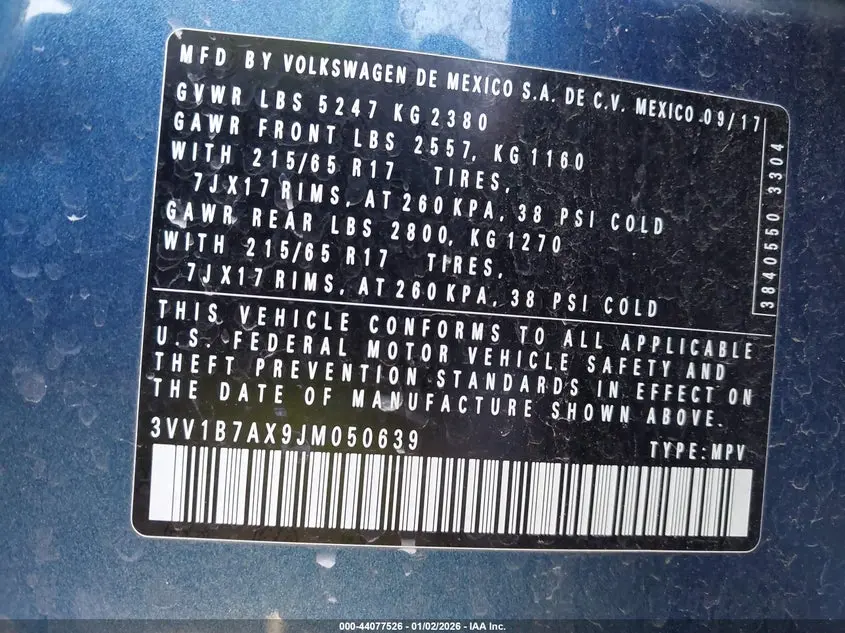 MFD BY VOLKSWAGEN DE MEXICO S.A. DE C.V. MEXICO 09/17
GVWR LBS 5247 KG 2380
GAWR FRONT LBS 2557, KG 1160
WITH 215/65 R17 TIRES,
7JX17 RIMS, AT 260 KPA, 38 PSI COLD
GAWR REAR LBS 2800, KG 1270
WITH 215/65 R17 TIRES,
7JX17 RIMS, AT 260 KPA, 38 PSI COLD
3840550 3304
THIS VEHICLE CONFORMS TO ALL APPLICABLE
U.S. FEDERAL MOTOR VEHICLE SAFETY AND
THEFT PREVENTION STANDARDS IN EFFECT ON
THE DATE OF MANUFACTURE SHOWN ABOVE.
3VV1B7AX9JM050639 TYPE: MPV
000-44077526 - 01/02/2026 - IAA Inc.